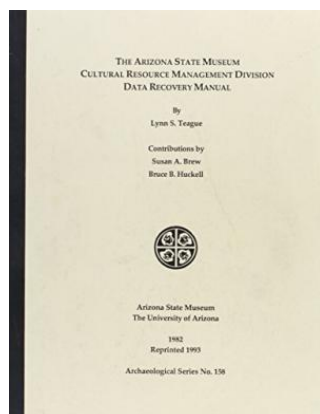 THE ARIZONA STATE MUSEUM
CULTURAL RESOURCE MANAGEMENT DIVISION
DATA RECOVERY MANUAL
By
Lynn S. Teague
Contributions by
Susan A. Brew
Bruce B. Huckell
Arizona State Museum
The University of Arizona
1982
Reprinted 1993
Archaeological Series No. 158